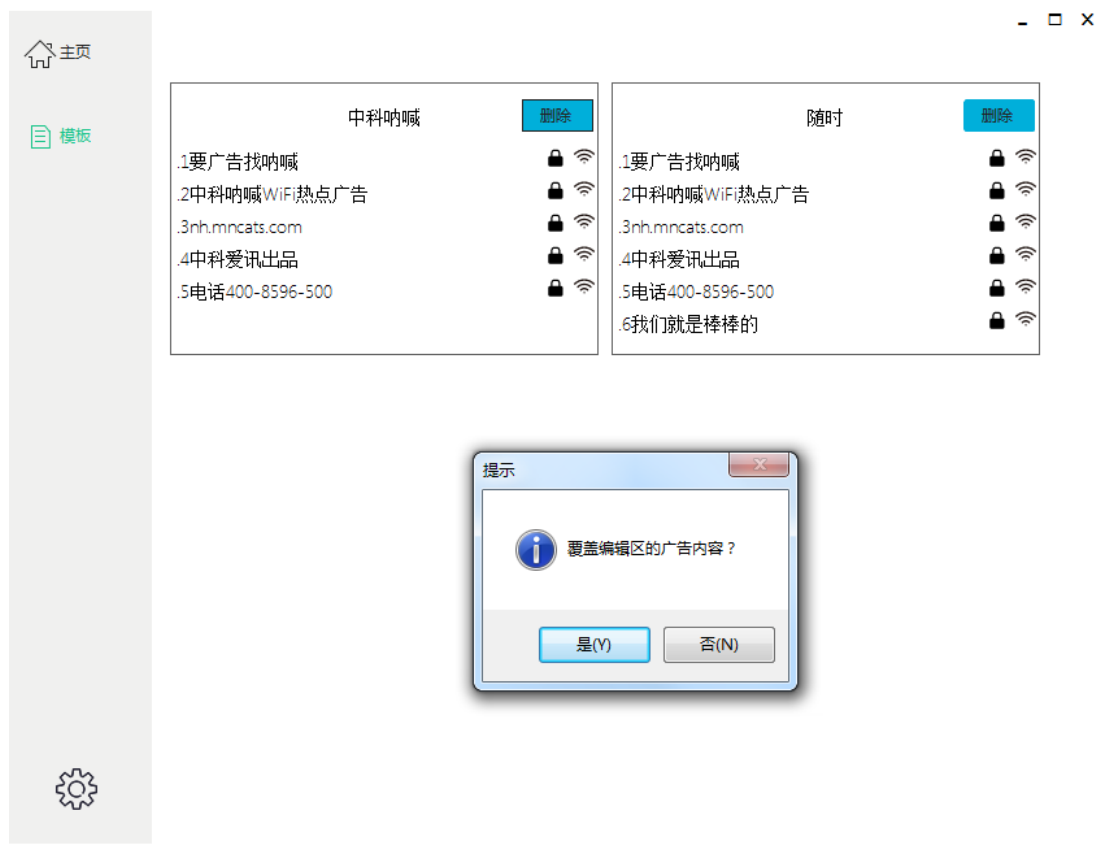 主页
模板
中科呐喊
删除
.1要广告找呐喊
.2中科呐喊WiFi热点广告
.3nh.mncats.com
.4中科爱讯出品
.5电话400-8596-500
随时
删除
.1要广告找呐喊
.2中科呐喊WiFi热点广告
.3nh.mncats.com
.4中科爱讯出品
.5电话400-8596-500
.6我们就是棒棒的
提示
覆盖编辑区的广告内容？
是(Y)
否(N)